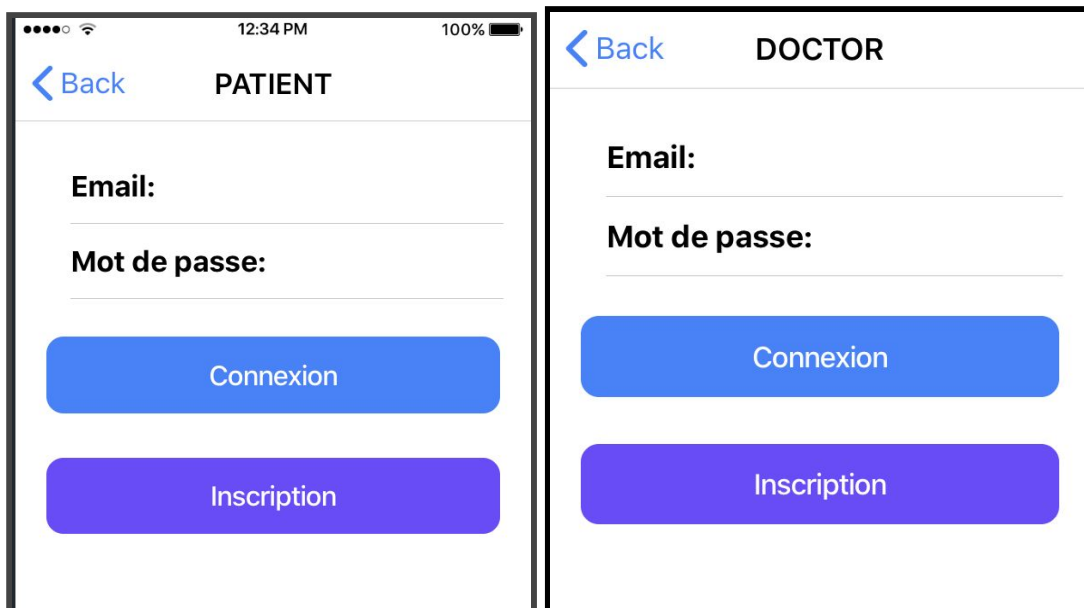 12:34 PM 100%
Back PATIENT
Email:
Mot de passe:
Connexion
Inscription
Back DOCTOR
Email:
Mot de passe:
Connexion
Inscription